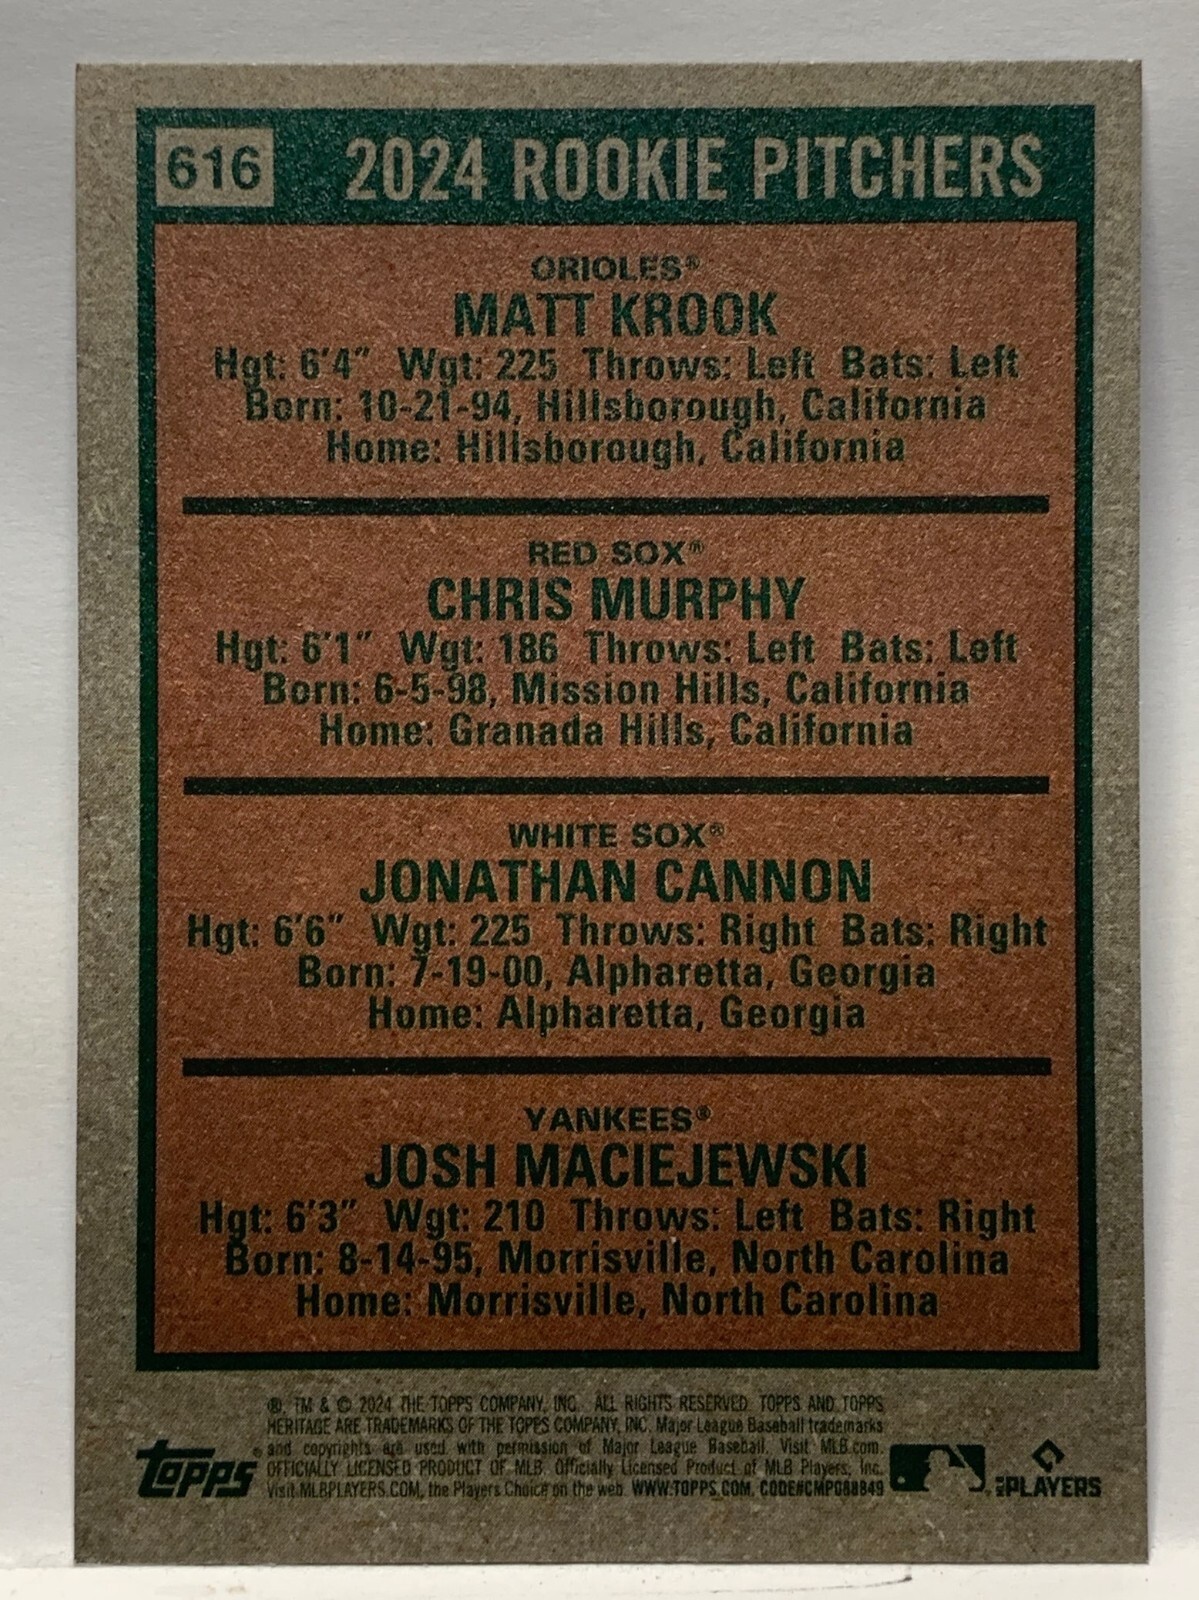 616 2024 ROOKIE PITCHERS
ORIOLES®
MATT KROOK
Hgt: 6'4" Wgt: 225 Throws: Left Bats: Left
Born: 10-21-94, Hillsborough, California
Home: Hillsborough, California
RED SOX®
CHRIS MURPHY
Hgt: 6'1" Wgt: 186 Throws: Left Bats: Left
Born: 6-5-98, Mission Hills, California
Home: Granada Hills, California
WHITE SOX®
JONATHAN CANNON
Hgt: 6'6" Wgt: 225 Throws: Right Bats: Right
Born: 7-19-00, Alpharetta, Georgia
Home: Alpharetta, Georgia
YANKEES®
JOSH MACIEJEWSKI
Hgt: 6'3" Wgt: 210 Throws: Left Bats: Right
Born: 8-14-95, Morrisville, North Carolina
Home: Morrisville, North Carolina
®, TM & © 2024 THE TOPPS COMPANY, INC. ALL RIGHTS RESERVED. TOPPS AND TOPPS
HERITAGE ARE TRADEMARKS OF THE TOPPS COMPANY, INC. Major League Baseball trademarks
and copyrights are used with permission of Major League Baseball. Visit MLB.com.
OFFICIALLY LICENSED PRODUCT OF MLB. Officially Licensed Product of MLB Players, Inc.
Visit MLBPLAYERS.COM, the Players Choice on the web. WWW.TOPPS.COM. CODE#CMP088849
topps®
MLB PLAYERS